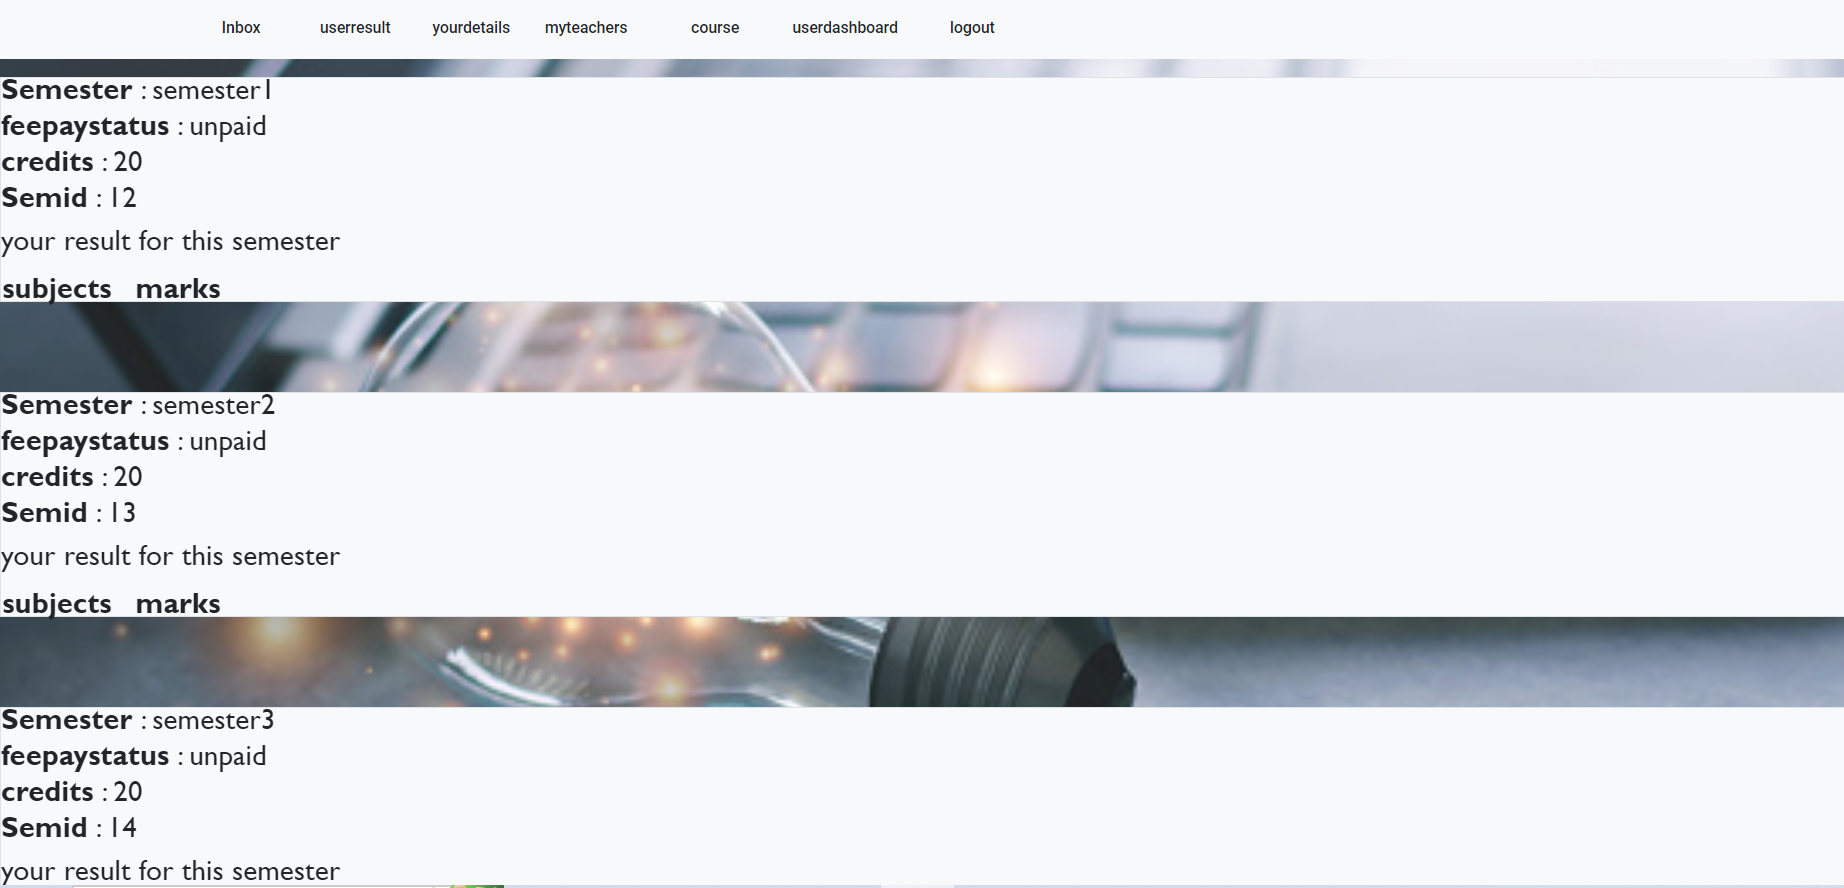 Inbox userresult yourdetails myteachers course userdashboard logout
Semester : semester1
feepaystatus : unpaid
credits : 20
Semid : 12
your result for this semester
subjects marks
Semester : semester2
feepaystatus : unpaid
credits : 20
Semid : 13
your result for this semester
subjects marks
Semester : semester3
feepaystatus : unpaid
credits : 20
Semid : 14
your result for this semester